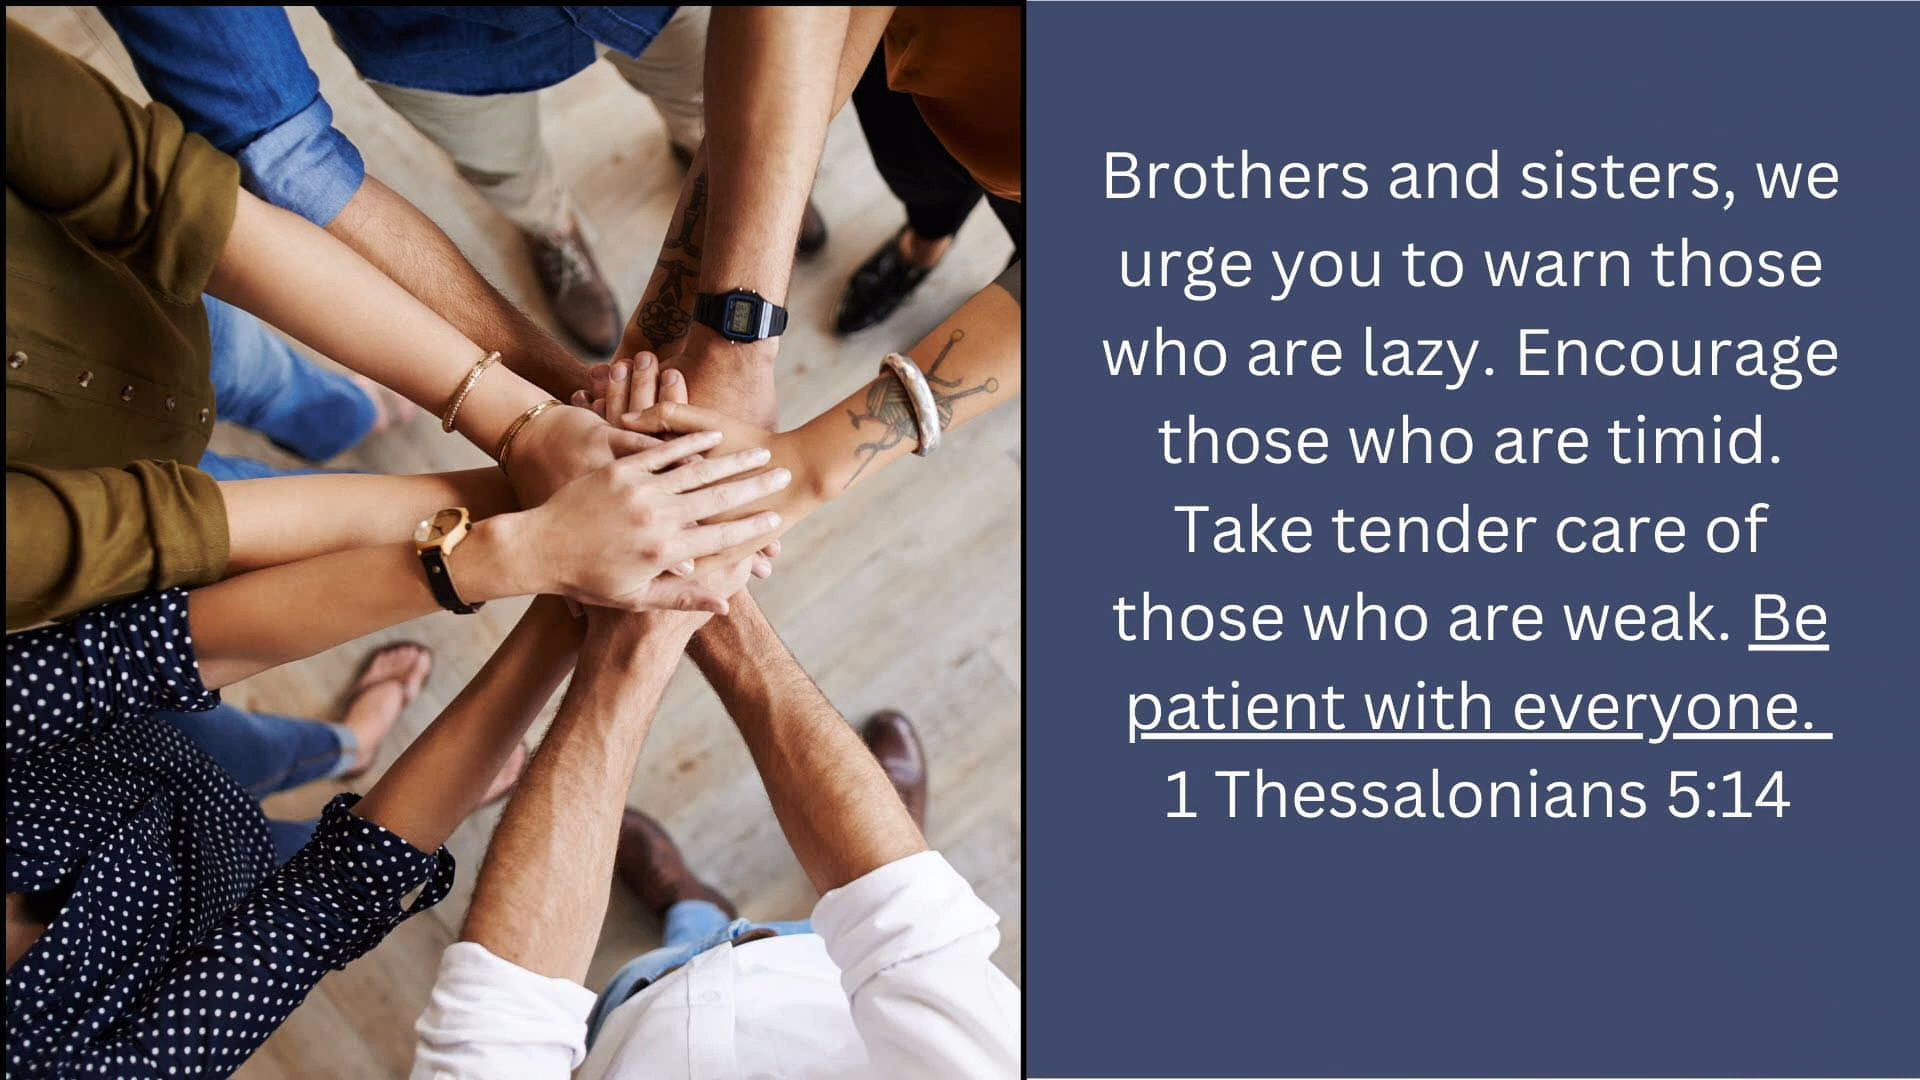 Brothers and sisters, we
urge you to warn those
who are lazy. Encourage
those who are timid.
Take tender care of
those who are weak. Be
patient with everyone.
1 Thessalonians 5:14